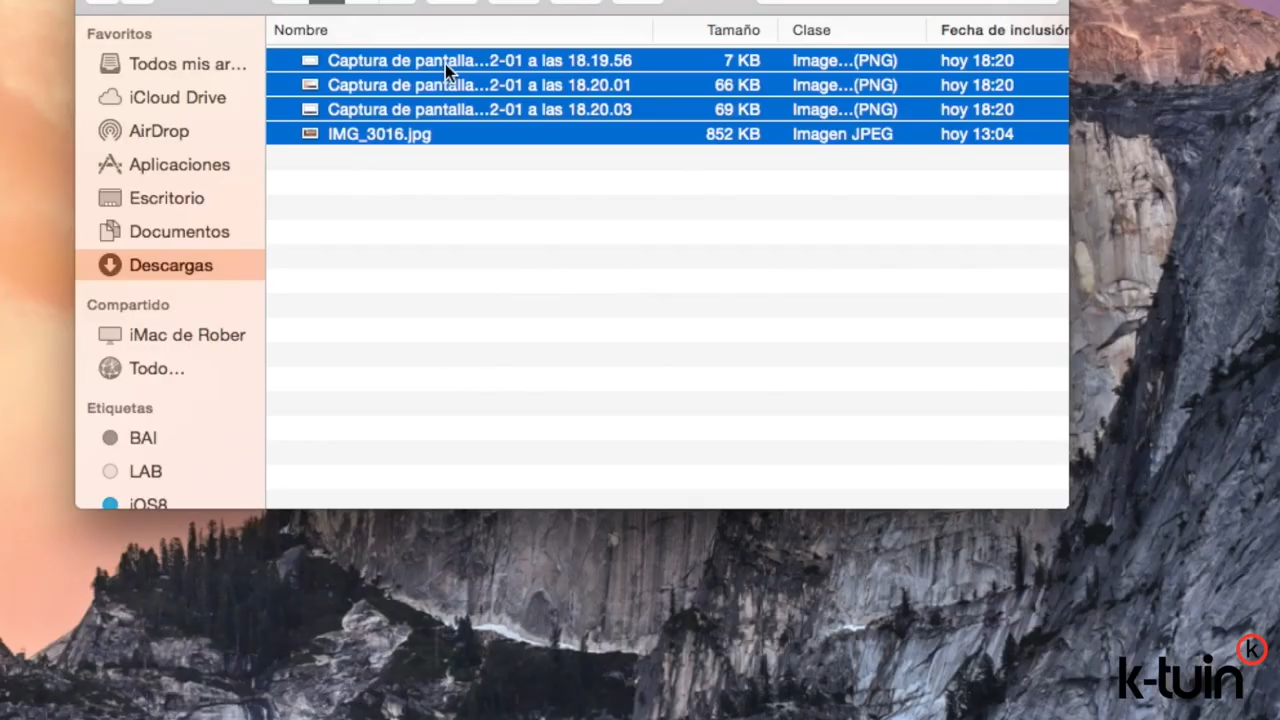 Favoritos
Todos mis ar...
iCloud Drive
AirDrop
Aplicaciones
Escritorio
Documentos
Descargas
Compartido
iMac de Rober
Todo...
Etiquetas
BAI
LAB
iOS8
Nombre Tamaño Clase Fecha de inclusión
Captura de pantalla...2-01 a las 18.19.56 7 KB Image...(PNG) hoy 18:20
Captura de pantalla...2-01 a las 18.20.01 66 KB Image...(PNG) hoy 18:20
Captura de pantalla...2-01 a las 18.20.03 69 KB Image...(PNG) hoy 18:20
IMG_3016.jpg 852 KB Imagen JPEG hoy 13:04
k
k-tuin